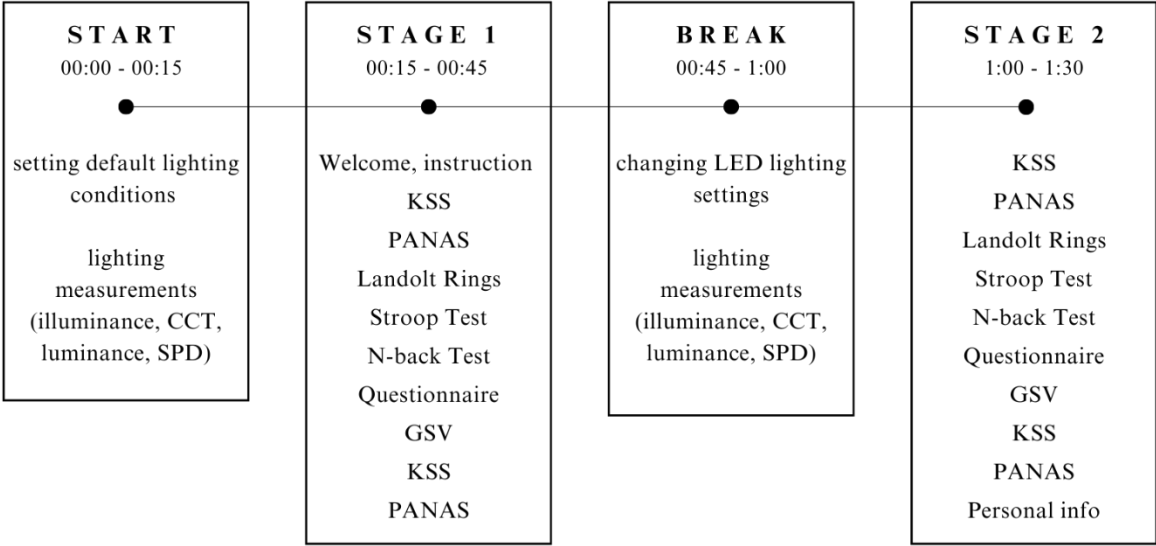 START
00:00 - 00:15
setting default lighting
conditions
lighting
measurements
(illuminance, CCT,
luminance, SPD)
STAGE 1
00:15 - 00:45
Welcome, instruction
KSS
PANAS
Landolt Rings
Stroop Test
N-back Test
Questionnaire
GSV
KSS
PANAS
BREAK
00:45 - 1:00
changing LED lighting
settings
lighting
measurements
(illuminance, CCT,
luminance, SPD)
STAGE 2
1:00 - 1:30
KSS
PANAS
Landolt Rings
Stroop Test
N-back Test
Questionnaire
GSV
KSS
PANAS
Personal info